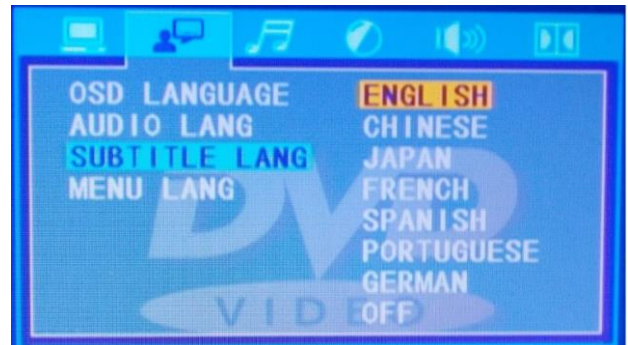 OSD LANGUAGE
AUDIO LANG
SUBTITLE LANG
MENU LANG
ENGLISH
CHINESE
JAPAN
FRENCH
SPANISH
PORTUGUESE
GERMAN
OFF
DVD
VIDEO